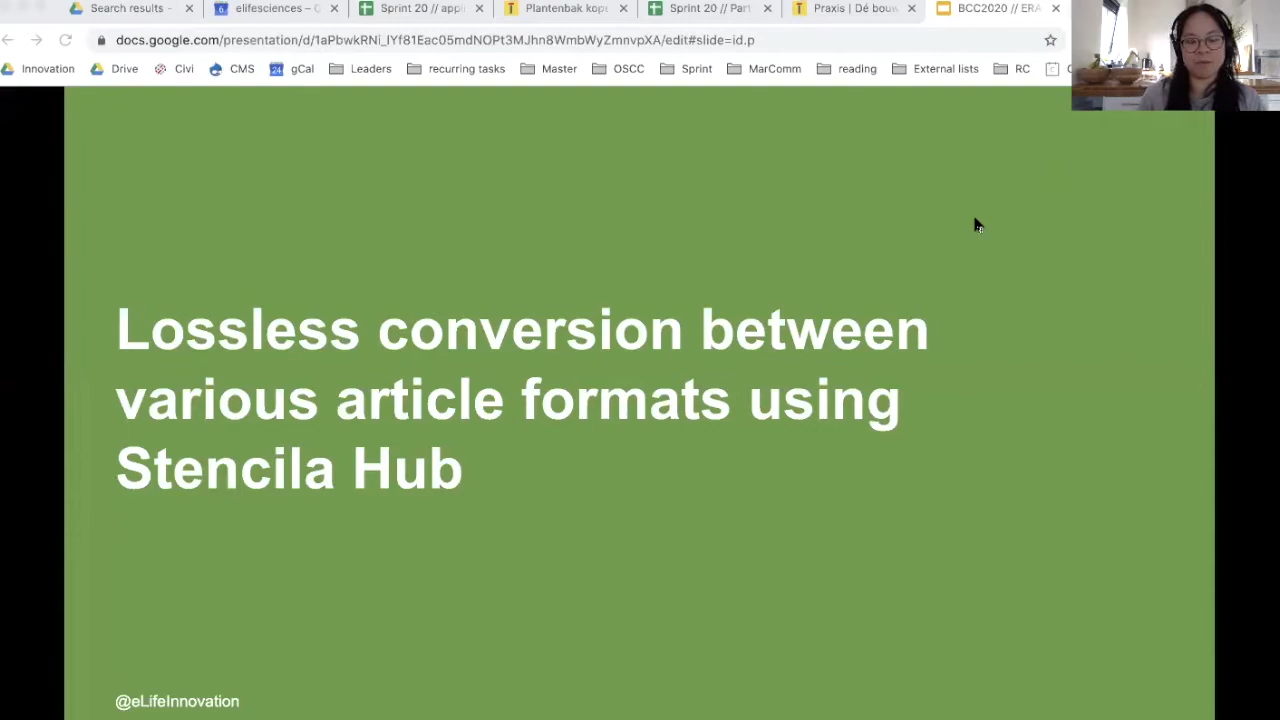 Search results -
elifesciences – C
Sprint 20 // appl
Plantenbak kop
Sprint 20 // Part
Praxis | Dé bouw
BCC2020 // ERA
docs.google.com/presentation/d/1aPbwkRNi_lYf81Eac05mdNOPt3MJhn8WmbWyZmnvpXA/edit#slide=id.p
Innovation Drive Civi CMS gCal Leaders recurring tasks Master OSCC Sprint MarComm reading External lists RC
Lossless conversion between
various article formats using
Stencila Hub
@eLifeInnovation